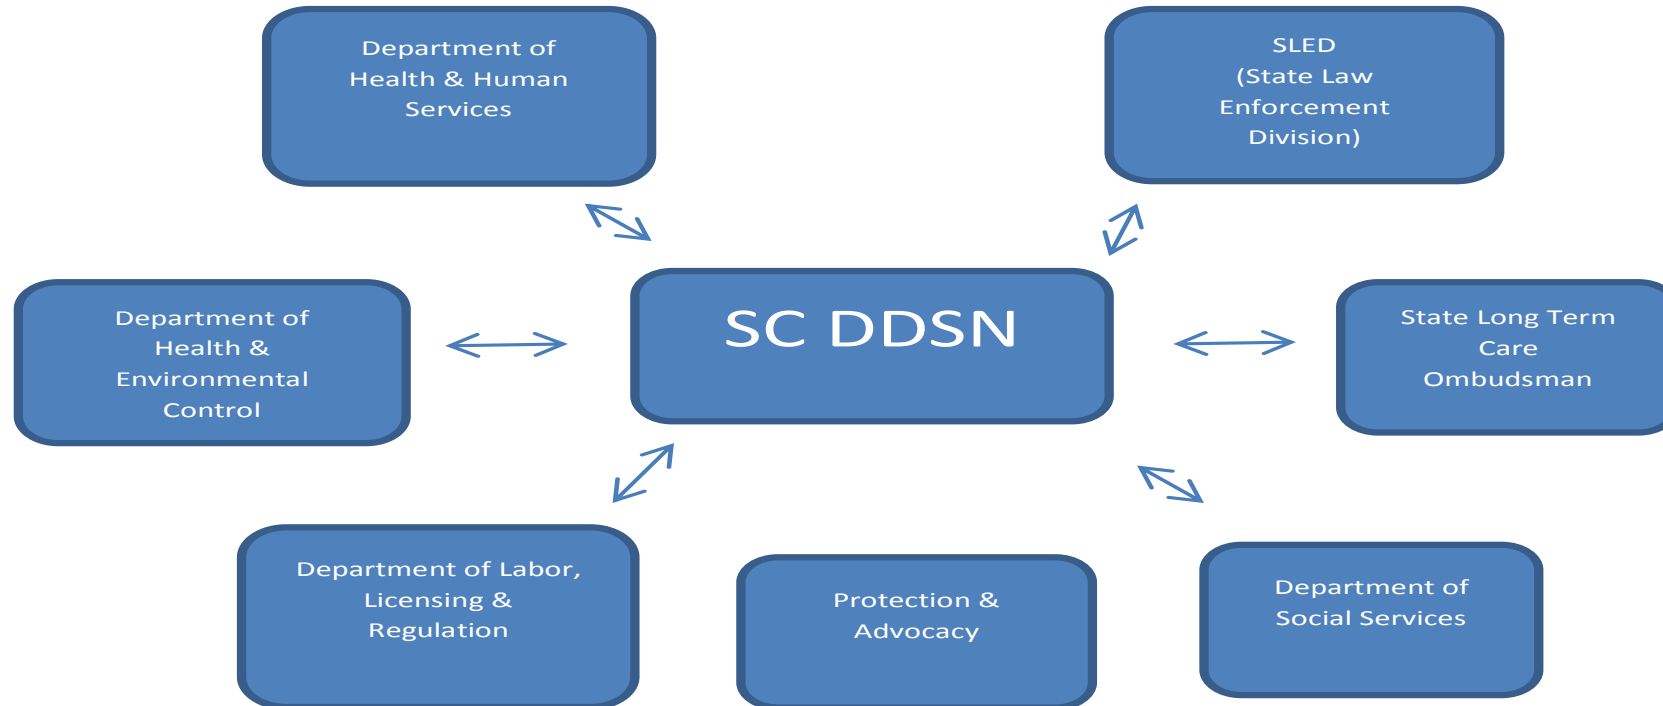 Department of
Health & Human
Services
SLED
(State Law
Enforcement
Division)
Department of
Health &
Environmental
Control
SC DDSN
State Long Term
Care
Ombudsman
Department of Labor,
Licensing &
Regulation
Protection &
Advocacy
Department of
Social Services